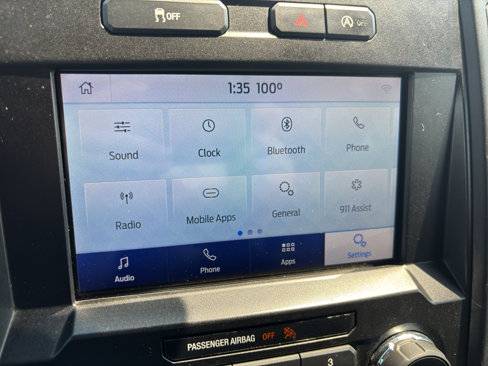 OFF
OFF
1:35 100°
Sound Clock Bluetooth Phone
Radio Mobile Apps General 911 Assist
Audio Phone Apps Settings
PASSENGER AIRBAG OFF
3